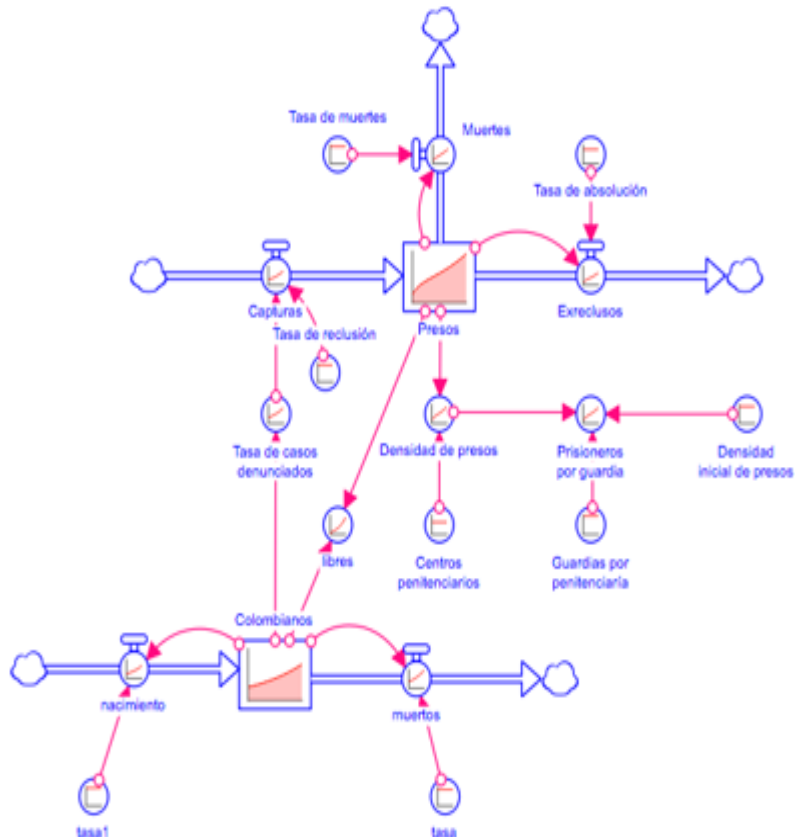 Tasa de muertes
Muertes
Tasa de absolución
Capturas
Presos
Exreclusos
Tasa de reclusión
Tasa de casos
denunciados
Densidad de presos
Prisioneros
por guardia
Densidad
inicial de presos
libres
Centros
penitenciarios
Guardias por
penitenciaría
Colombianos
nacimiento
muertos
tasa1
tasa